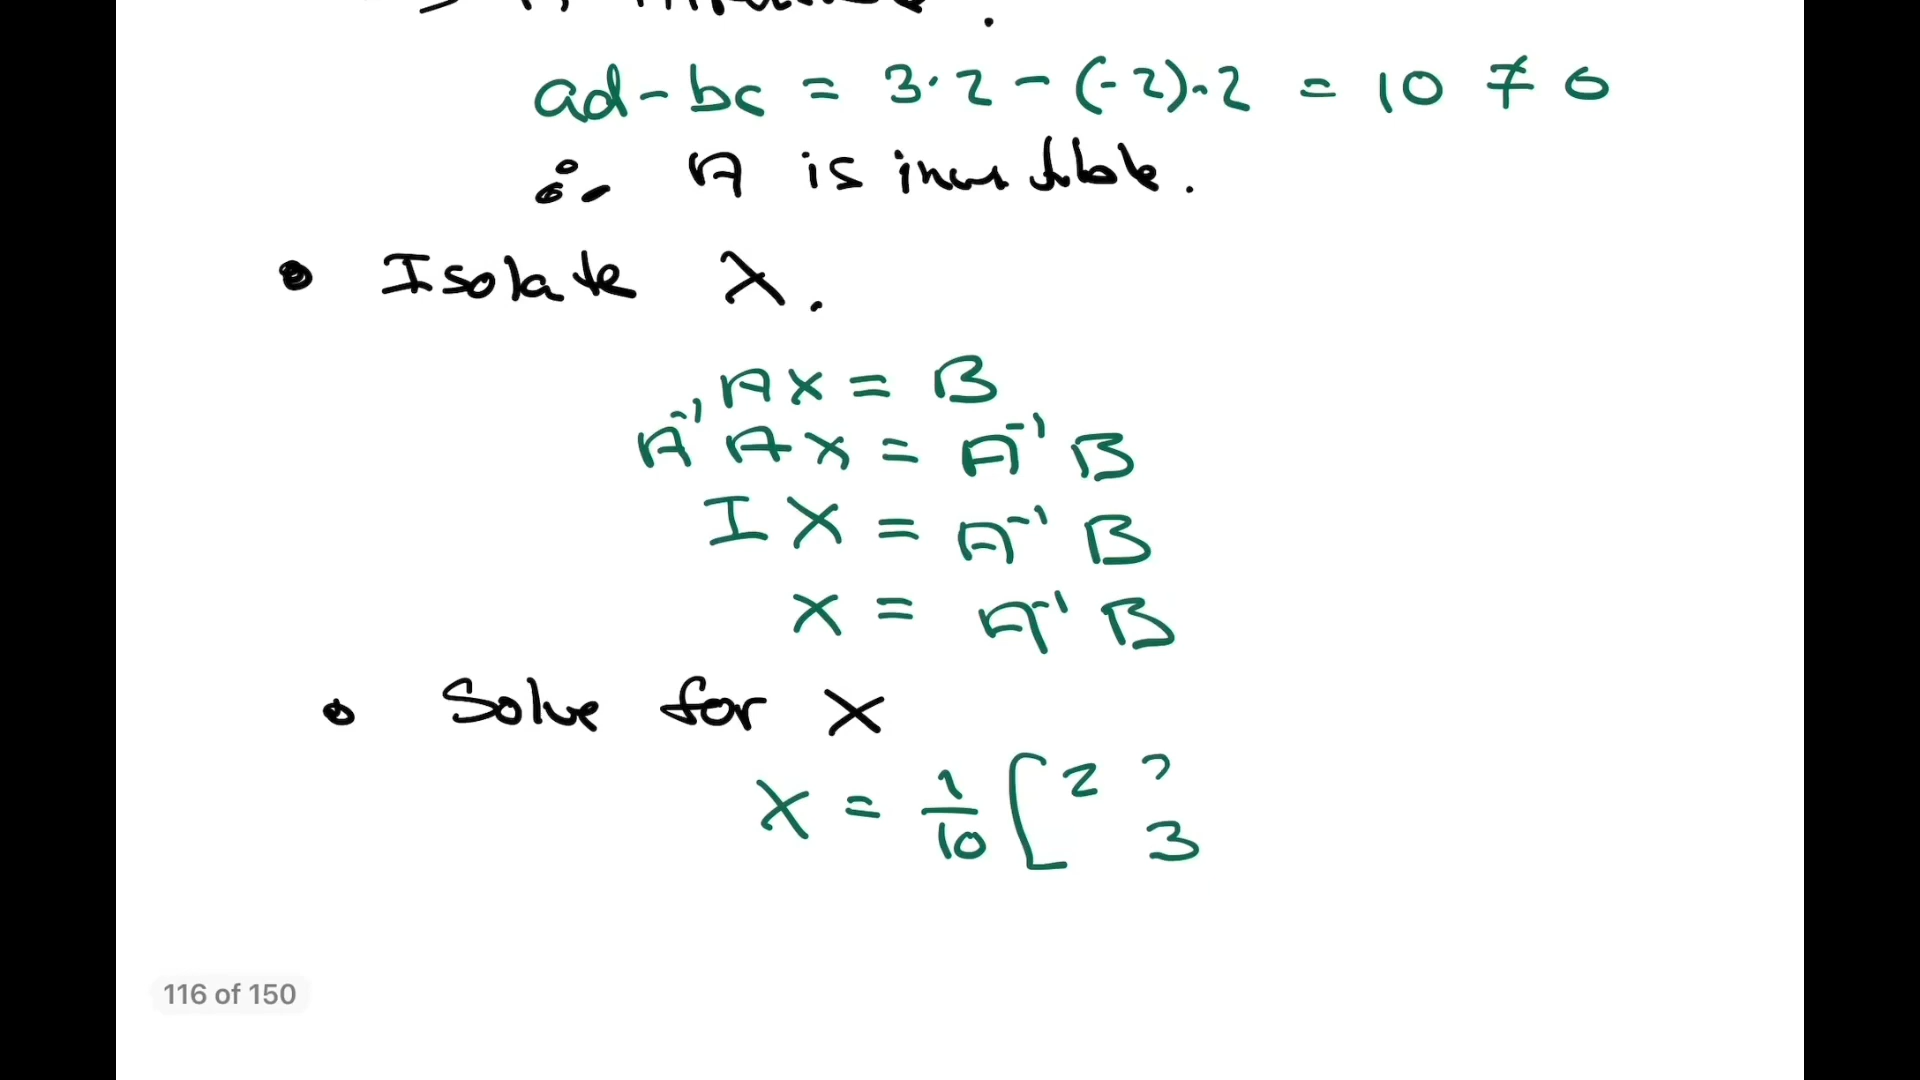 ad - bc = 3·2 - (-2)·2 = 10 ≠ 0
∴ A is invertible.
• Isolate X.
AX = B
A⁻¹AX = A⁻¹B
IX = A⁻¹B
X = A⁻¹B
• Solve for X
X = 1/10 [ 2
3
116 of 150